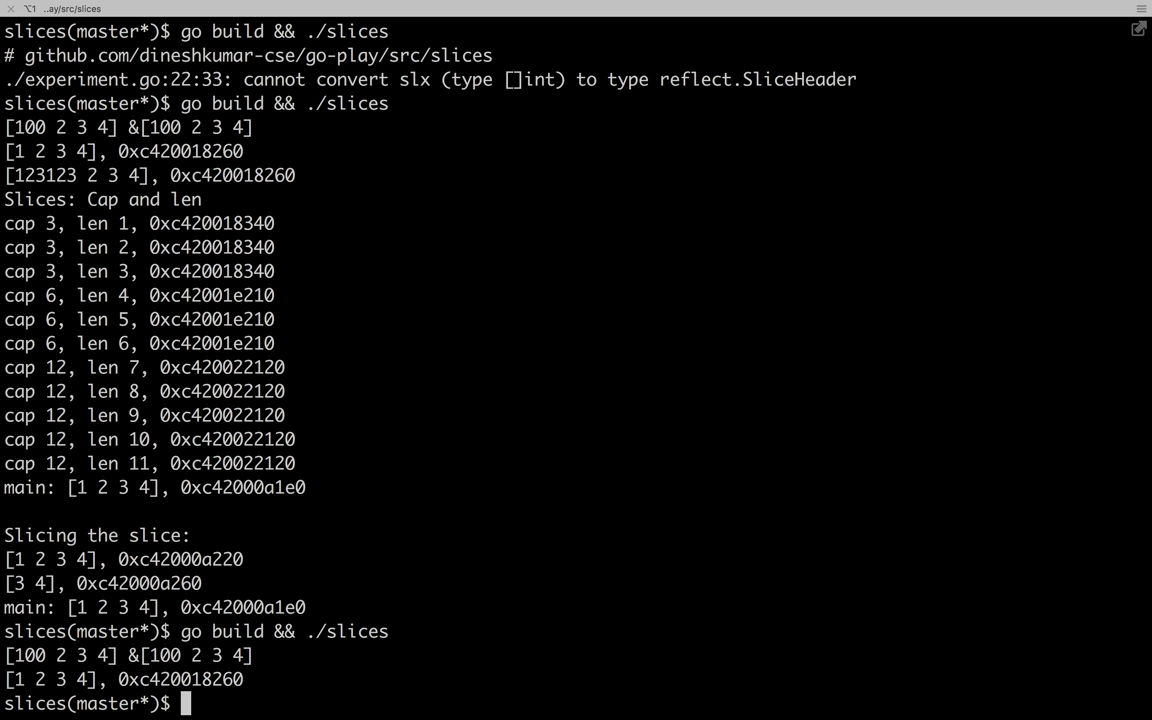 ⌥1 ..ay/src/slices
slices(master*)$ go build && ./slices
# github.com/dineshkumar-cse/go-play/src/slices
./experiment.go:22:33: cannot convert slx (type []int) to type reflect.SliceHeader
slices(master*)$ go build && ./slices
[100 2 3 4] &[100 2 3 4]
[1 2 3 4], 0xc420018260
[123123 2 3 4], 0xc420018260
Slices: Cap and len
cap 3, len 1, 0xc420018340
cap 3, len 2, 0xc420018340
cap 3, len 3, 0xc420018340
cap 6, len 4, 0xc42001e210
cap 6, len 5, 0xc42001e210
cap 6, len 6, 0xc42001e210
cap 12, len 7, 0xc420022120
cap 12, len 8, 0xc420022120
cap 12, len 9, 0xc420022120
cap 12, len 10, 0xc420022120
cap 12, len 11, 0xc420022120
main: [1 2 3 4], 0xc42000a1e0
Slicing the slice:
[1 2 3 4], 0xc42000a220
[3 4], 0xc42000a260
main: [1 2 3 4], 0xc42000a1e0
slices(master*)$ go build && ./slices
[100 2 3 4] &[100 2 3 4]
[1 2 3 4], 0xc420018260
slices(master*)$